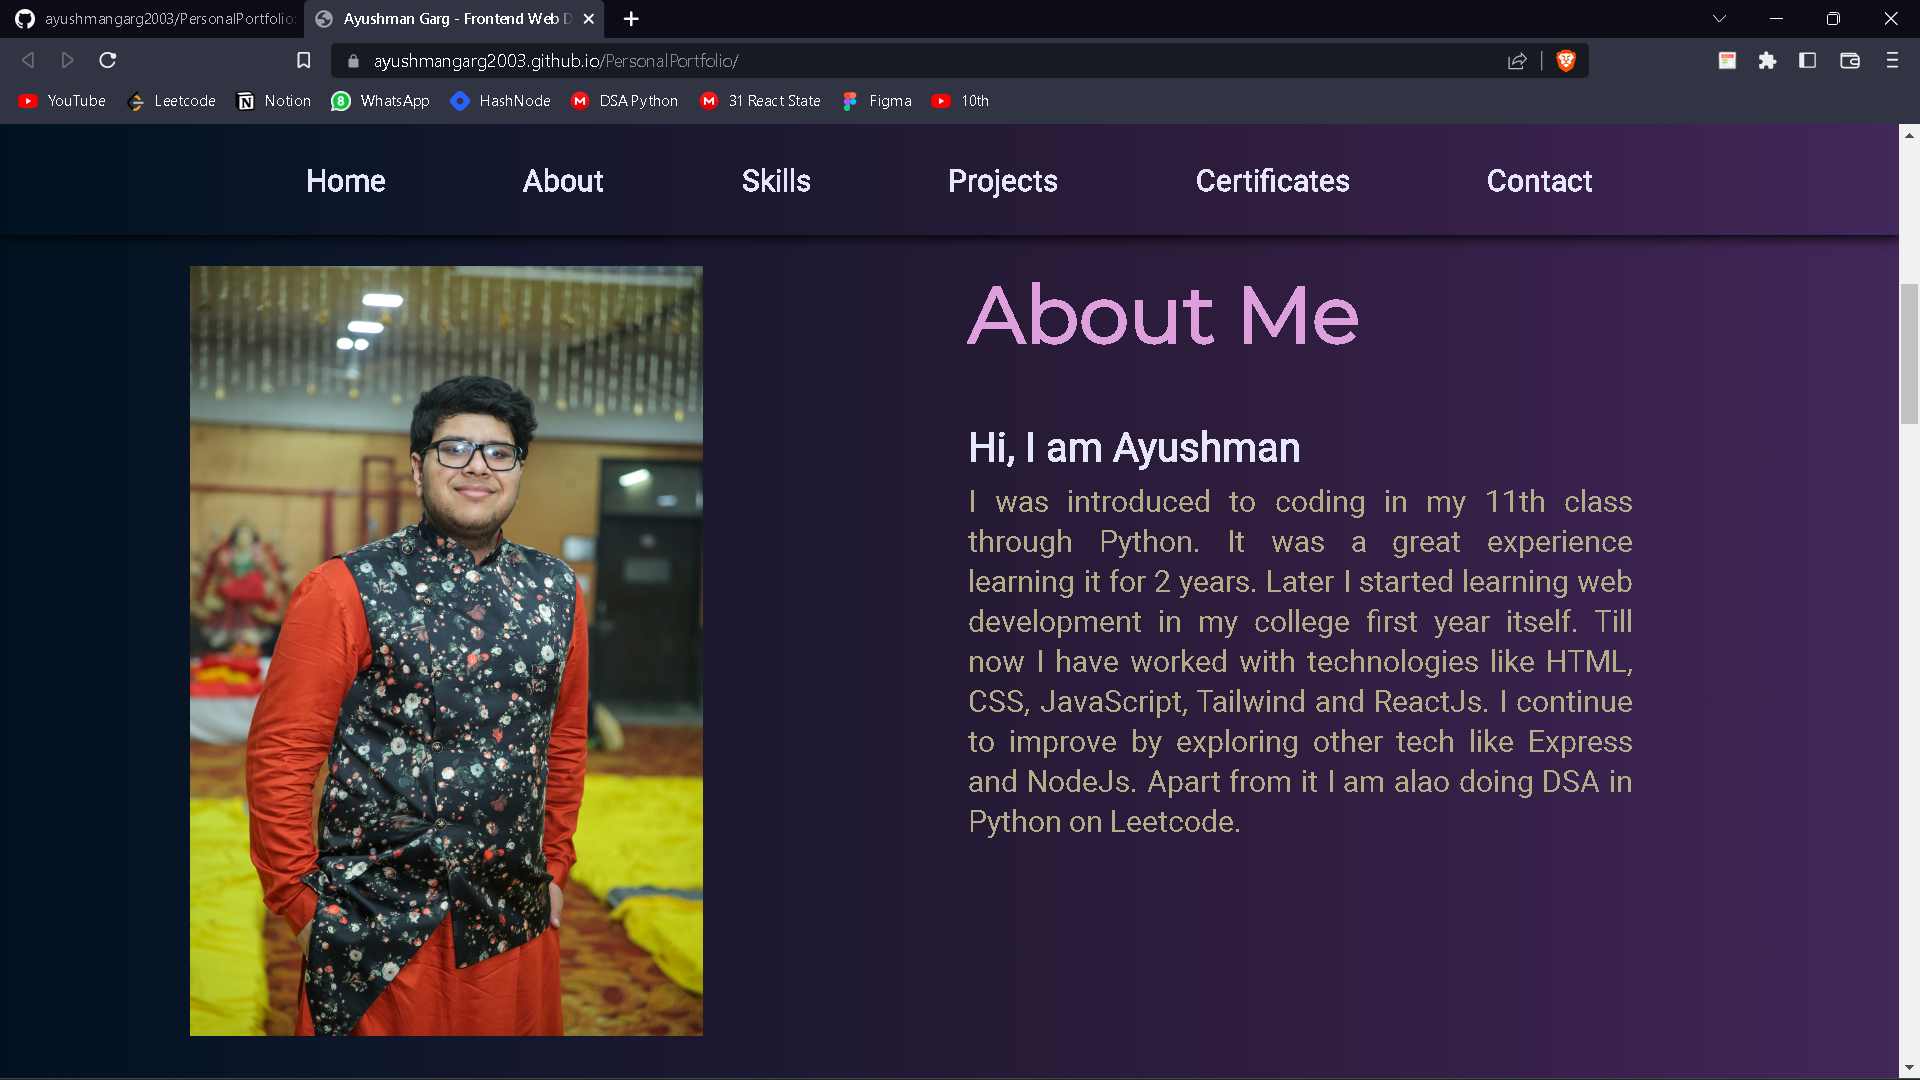 ayushmangarg2003/PersonalPortfolio:
Ayushman Garg - Frontend Web D
ayushmangarg2003.github.io/PersonalPortfolio/
YouTube Leetcode Notion 8 WhatsApp HashNode M DSA Python M 31 React State Figma 10th
Home About Skills Projects Certificates Contact
About Me
Hi, I am Ayushman
I was introduced to coding in my 11th class
through Python. It was a great experience
learning it for 2 years. Later I started learning web
development in my college first year itself. Till
now I have worked with technologies like HTML,
CSS, JavaScript, Tailwind and ReactJs. I continue
to improve by exploring other tech like Express
and NodeJs. Apart from it I am alao doing DSA in
Python on Leetcode.